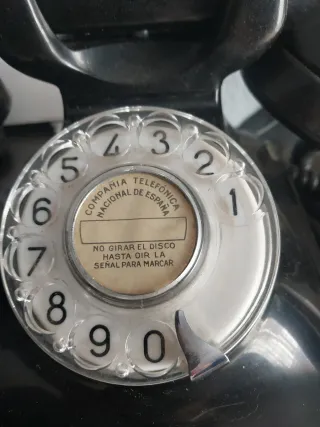 COMPAÑIA TELEFÓNICA
NACIONAL DE ESPAÑA
NO GIRAR EL DISCO
HASTA OIR LA
SEÑAL PARA MARCAR
1
2
3
4
5
6
7
8
9
0